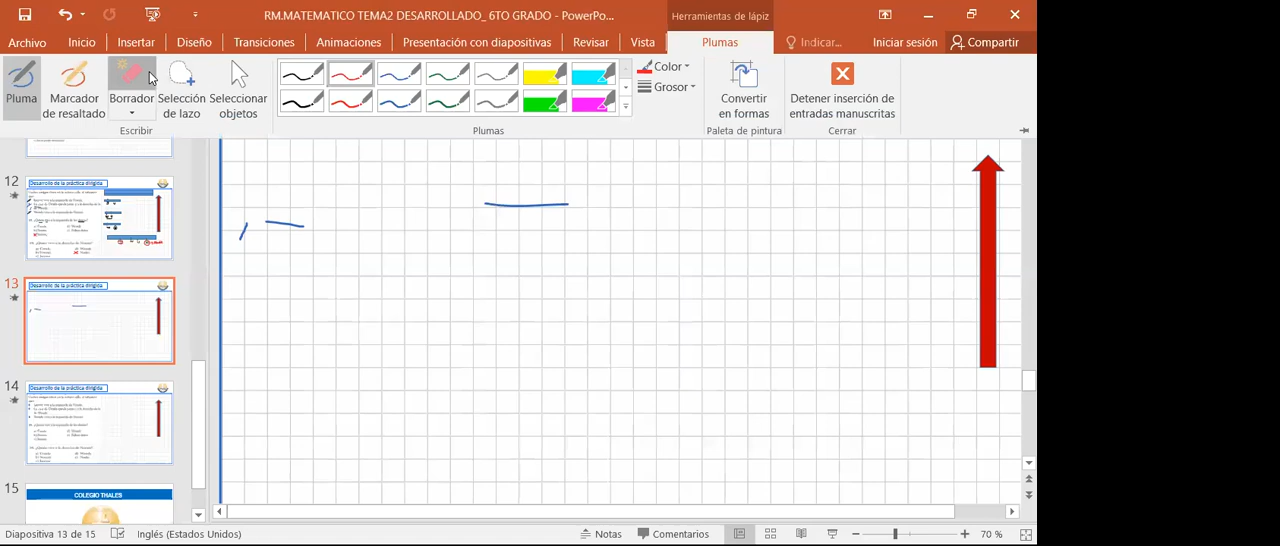 RM.MATEMATICO TEMA2 DESARROLLADO_ 6TO GRADO - PowerPo...
Herramientas de lápiz
Archivo Inicio Insertar Diseño Transiciones Animaciones Presentación con diapositivas Revisar Vista Plumas Indicar... Iniciar sesión Compartir
Pluma
Marcador de resaltado
Borrador
Selección de lazo
Seleccionar objetos
Color
Grosor
Convertir en formas
Detener inserción de entradas manuscritas
Escribir Plumas Paleta de pintura Cerrar
12
Desarrollo de la práctica dirigida
13
Desarrollo de la práctica dirigida
14
Desarrollo de la práctica dirigida
15
COLEGIO THALES
Diapositiva 13 de 15 Inglés (Estados Unidos) Notas Comentarios 70 %